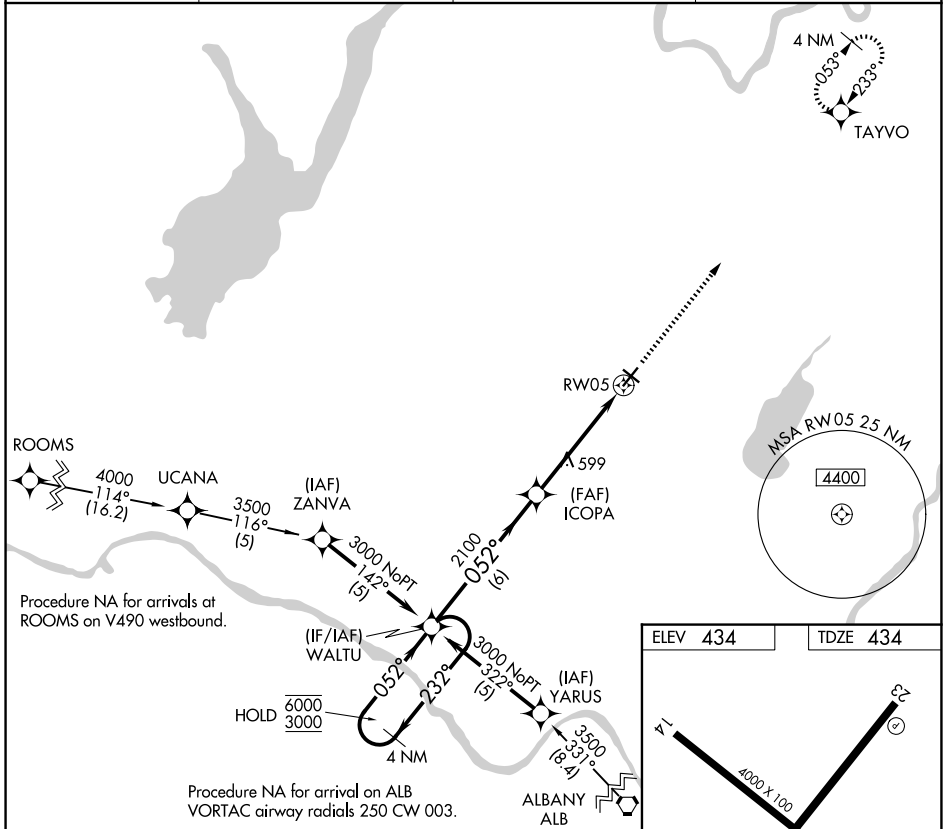 4 NM
053°
233°
TAYVO
RW05
MSA RW 05 25 NM
4400
ROOMS
4000
114°
(16.2)
UCANA
3500
116°
(5)
(IAF)
ZANVA
3000 NoPT
142°
(5)
599
(FAF)
ICOPA
2100
052°
(6)
Procedure NA for arrivals at
ROOMS on V490 westbound.
(IF/IAF)
WALTU
052°
232°
3000 NoPT
322°
(5)
(IAF)
YARUS
HOLD
6000
3000
4 NM
3500
331°
(8.4)
Procedure NA for arrival on ALB
VORTAC airway radials 250 CW 003.
ALBANY
ALB
ELEV 434
TDZE 434
23
P
14
4000 X 100